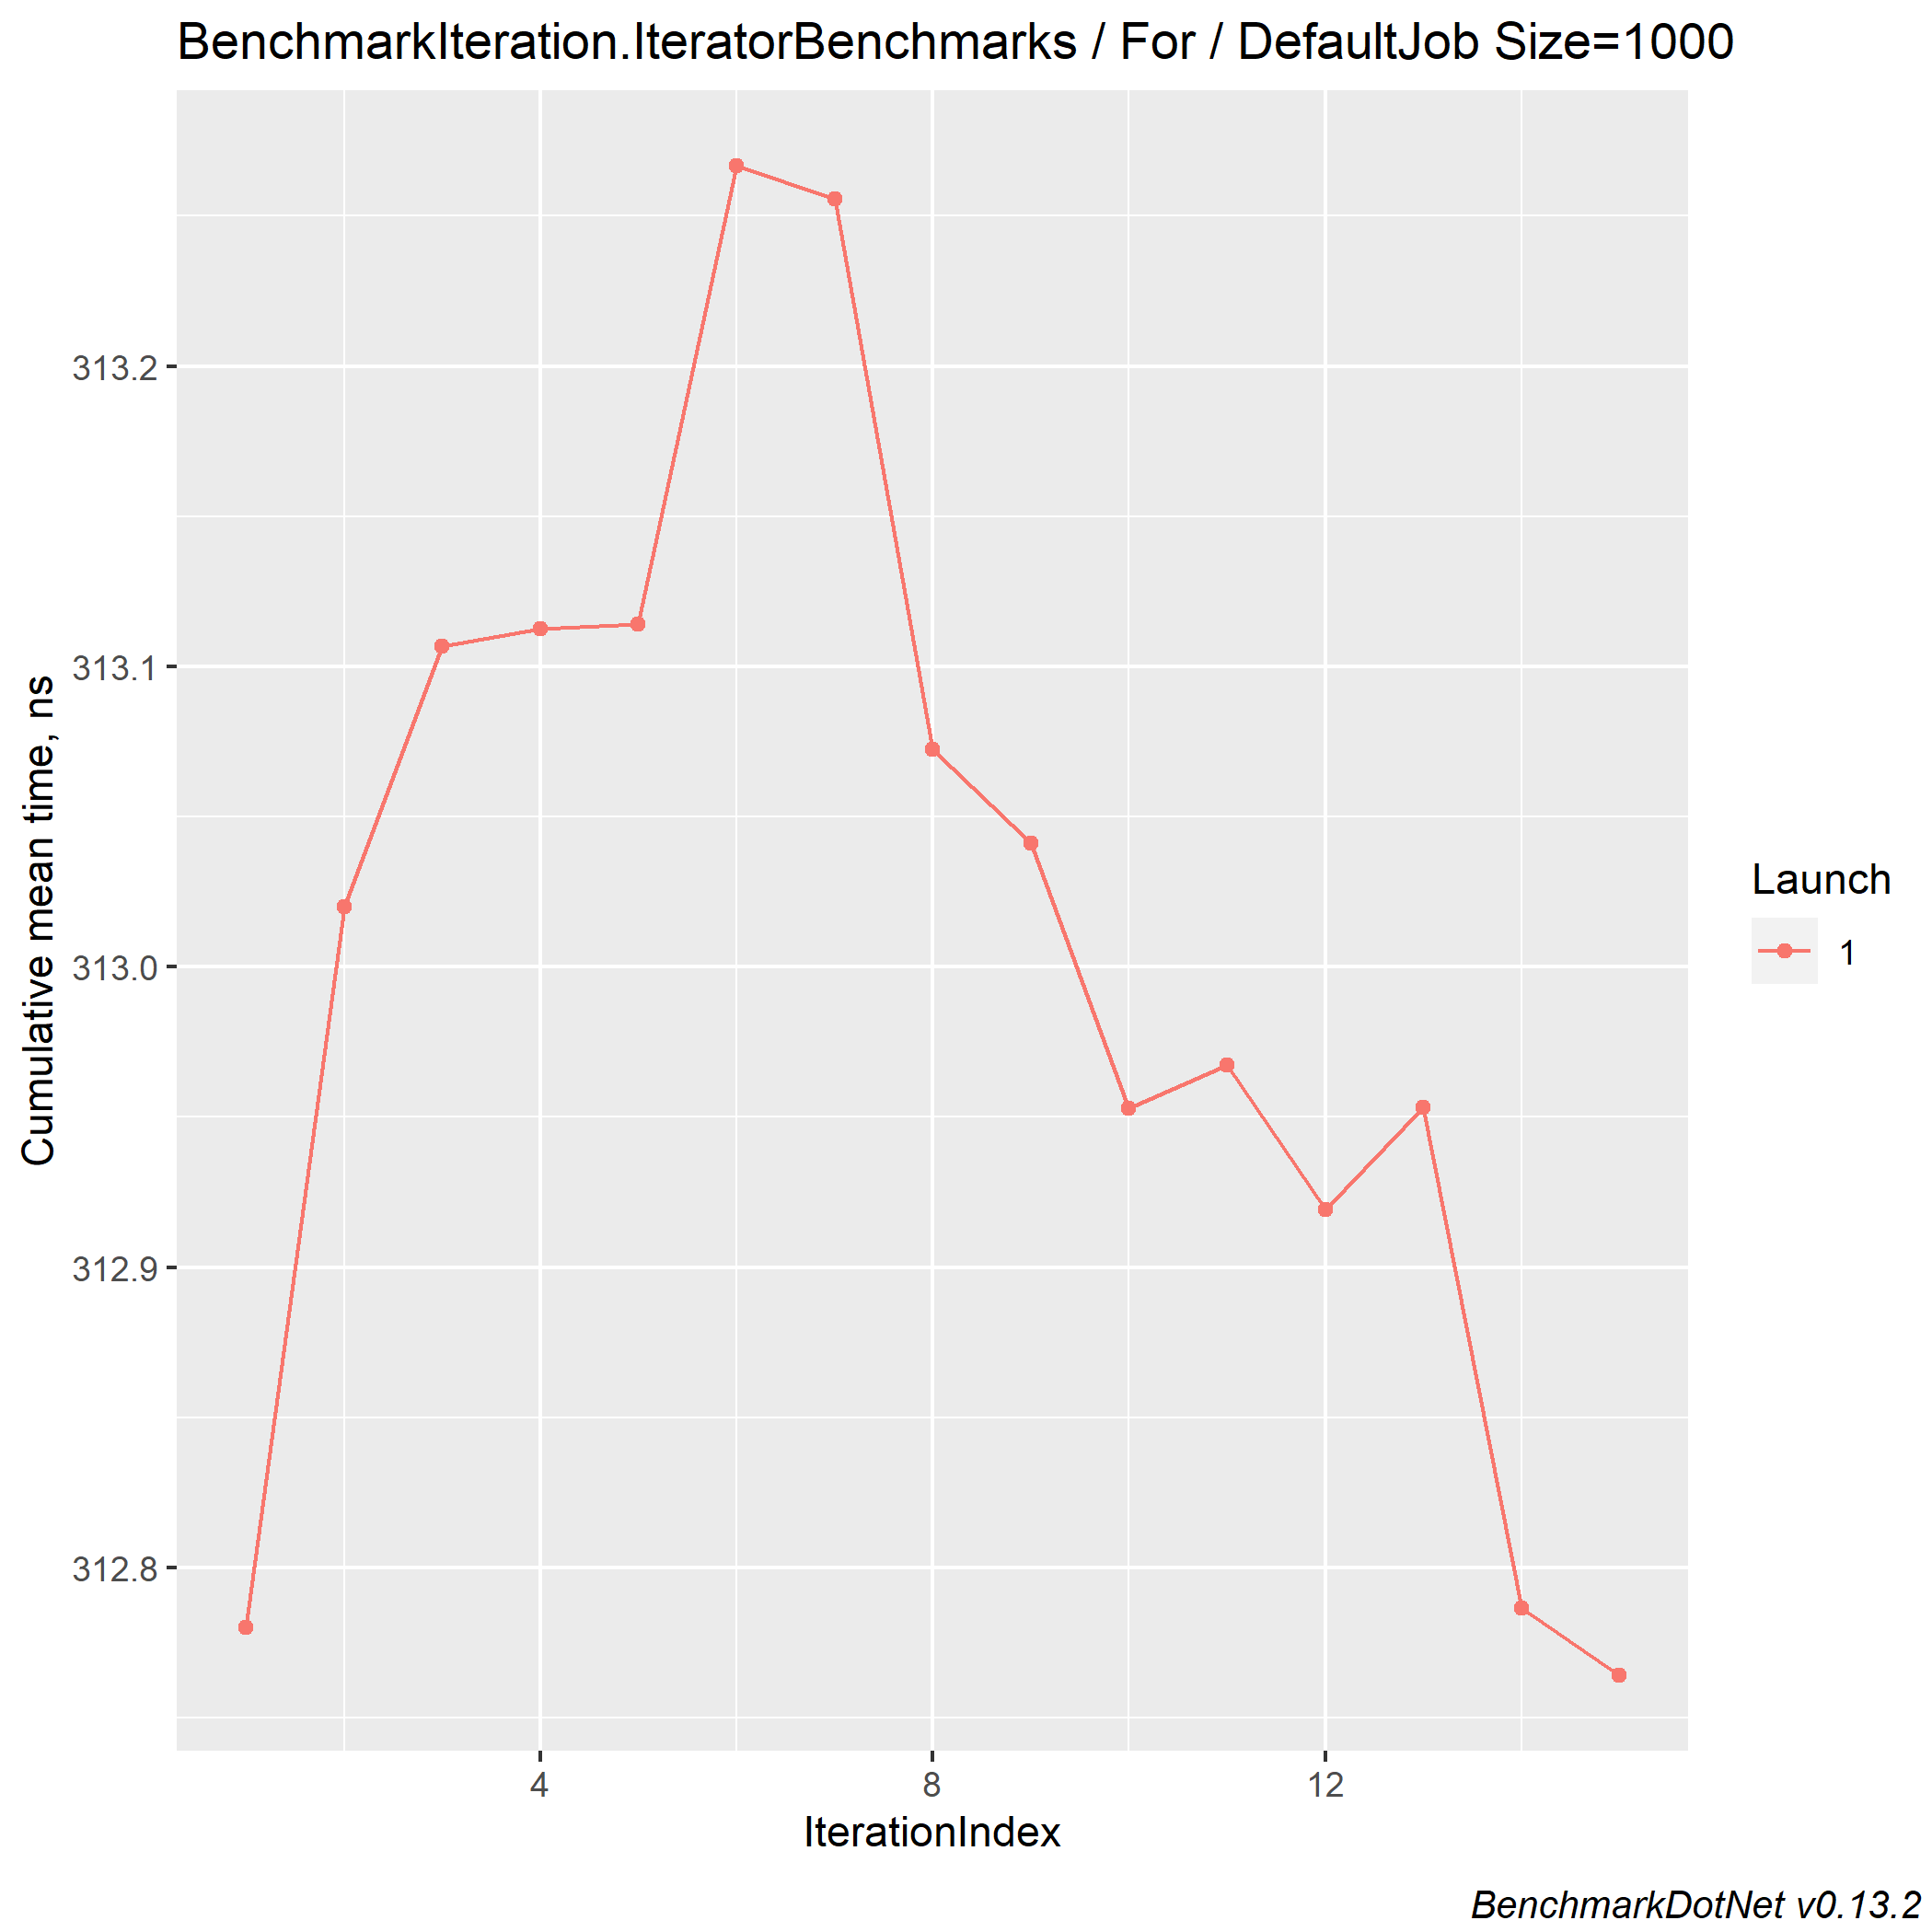 BenchmarkIteration.IteratorBenchmarks / For / DefaultJob Size=1000
Cumulative mean time, ns
313.2
313.1
313.0
312.9
312.8
4 8 12
IterationIndex
Launch
1
BenchmarkDotNet v0.13.2